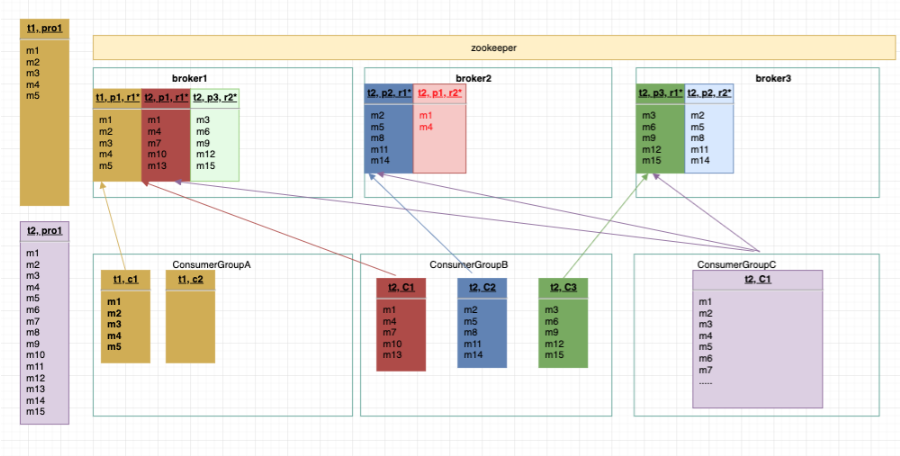 t1, pro1
m1
m2
m3
m4
m5
zookeeper
broker1
t1, p1, r1*
m1
m2
m3
m4
m5
t2, p1, r1*
m1
m4
m7
m10
m13
t2, p3, r2*
m3
m6
m9
m12
m15
broker2
t2, p2, r1*
m2
m5
m8
m11
m14
t2, p1, r2*
m1
m4
broker3
t2, p3, r1*
m3
m6
m9
m12
m15
t2, p2, r2*
m2
m5
m8
m11
m14
t2, pro1
m1
m2
m3
m4
m5
m6
m7
m8
m9
m10
m11
m12
m13
m14
m15
ConsumerGroupA
t1, c1
m1
m2
m3
m4
m5
t1, c2
ConsumerGroupB
t2, C1
m1
m4
m7
m10
m13
t2, C2
m2
m5
m8
m11
m14
t2, C3
m3
m6
m9
m12
m15
ConsumerGroupC
t2, C1
m1
m2
m3
m4
m5
m6
m7
.....